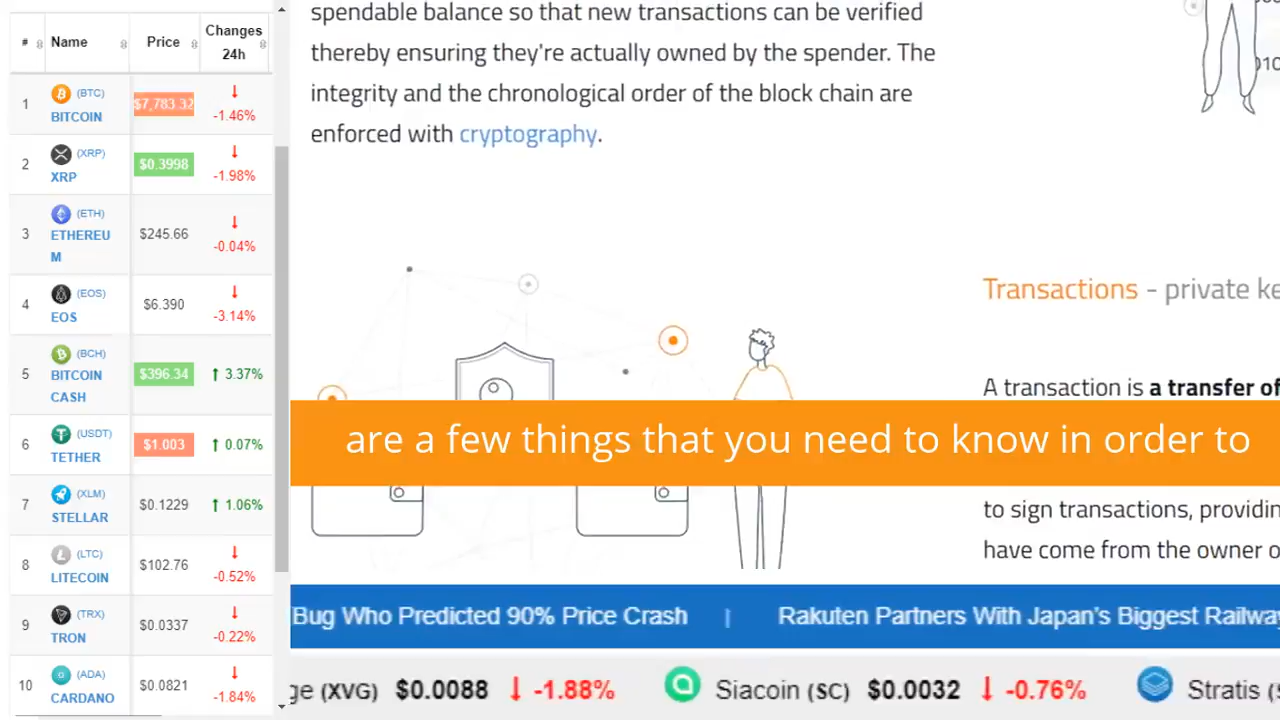 # Name Price Changes 24h
1 (BTC) BITCOIN $7,783.32 ↓ -1.46%
2 (XRP) XRP $0.3998 ↓ -1.98%
3 (ETH) ETHEREUM $245.66 ↓ -0.04%
4 (EOS) EOS $6.390 ↓ -3.14%
5 (BCH) BITCOIN CASH $396.34 ↑ 3.37%
6 (USDT) TETHER $1.003 ↑ 0.07%
7 (XLM) STELLAR $0.1229 ↑ 1.06%
8 (LTC) LITECOIN $102.76 ↓ -0.52%
9 (TRX) TRON $0.0337 ↓ -0.22%
10 (ADA) CARDANO $0.0821 ↓ -1.84%
spendable balance so that new transactions can be verified
thereby ensuring they're actually owned by the spender. The
integrity and the chronological order of the block chain are
enforced with cryptography.
Transactions - private ke
A transaction is a transfer of
are a few things that you need to know in order to
to sign transactions, providin
have come from the owner o
Bug Who Predicted 90% Price Crash | Rakuten Partners With Japan's Biggest Railway
ge (XVG) $0.0088 ↓ -1.88% Siacoin (SC) $0.0032 ↓ -0.76% Stratis (S